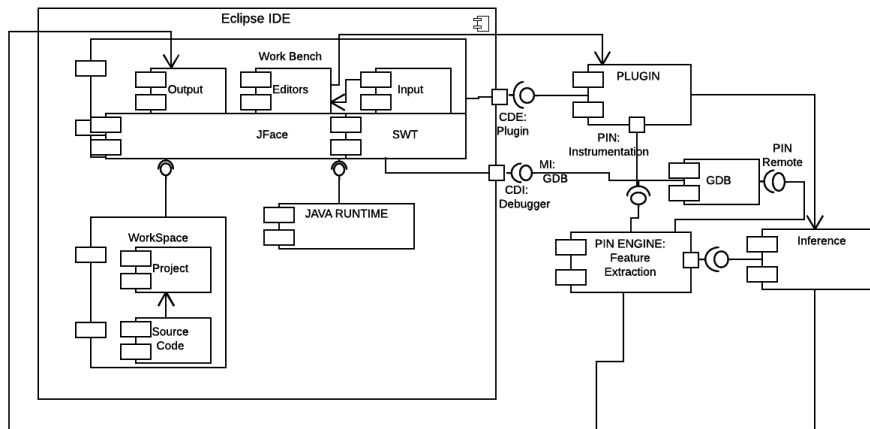 Eclipse IDE
Work Bench
Output
Editors
Input
JFace
SWT
PLUGIN
CDE:
Plugin
PIN:
Instrumentation
MI:
GDB
CDI:
Debugger
GDB
PIN
Remote
JAVA RUNTIME
WorkSpace
Project
Source
Code
PIN ENGINE:
Feature
Extraction
Inference